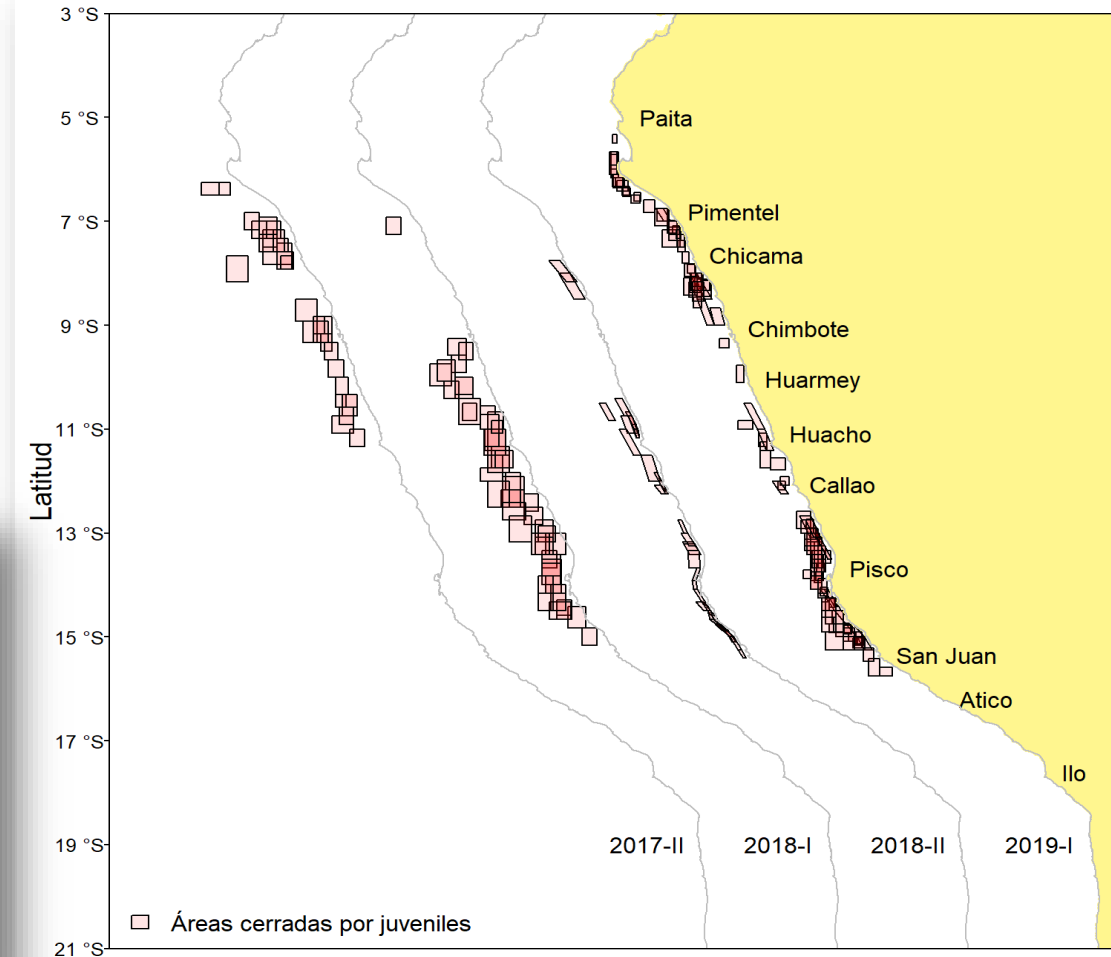 3 °S
5 °S
7 °S
9 °S
11 °S
13 °S
15 °S
17 °S
19 °S
21 °S
Latitud
Paita
Pimentel
Chicama
Chimbote
Huarmey
Huacho
Callao
Pisco
San Juan
Atico
Ilo
2017-II 2018-I 2018-II 2019-I
Áreas cerradas por juveniles